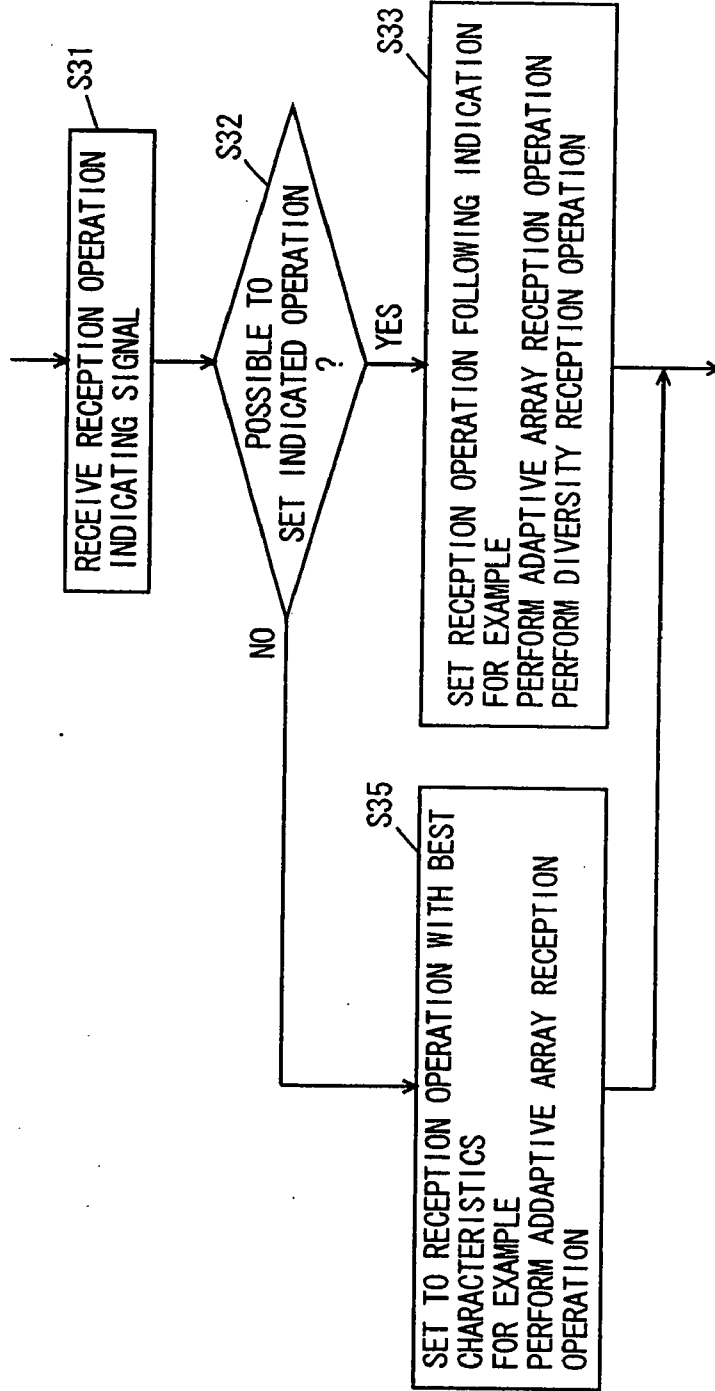 S31
RECEIVE RECEPTION OPERATION
INDICATING SIGNAL
S32
POSSIBLE TO
SET INDICATED OPERATION
?
YES
NO
S33
SET RECEPTION OPERATION FOLLOWING INDICATION
FOR EXAMPLE
PERFORM ADAPTIVE ARRAY RECEPTION OPERATION
PERFORM DIVERSITY RECEPTION OPERATION
S35
SET TO RECEPTION OPERATION WITH BEST
CHARACTERISTICS
FOR EXAMPLE
PERFORM ADDAPTIVE ARRAY RECEPTION
OPERATION